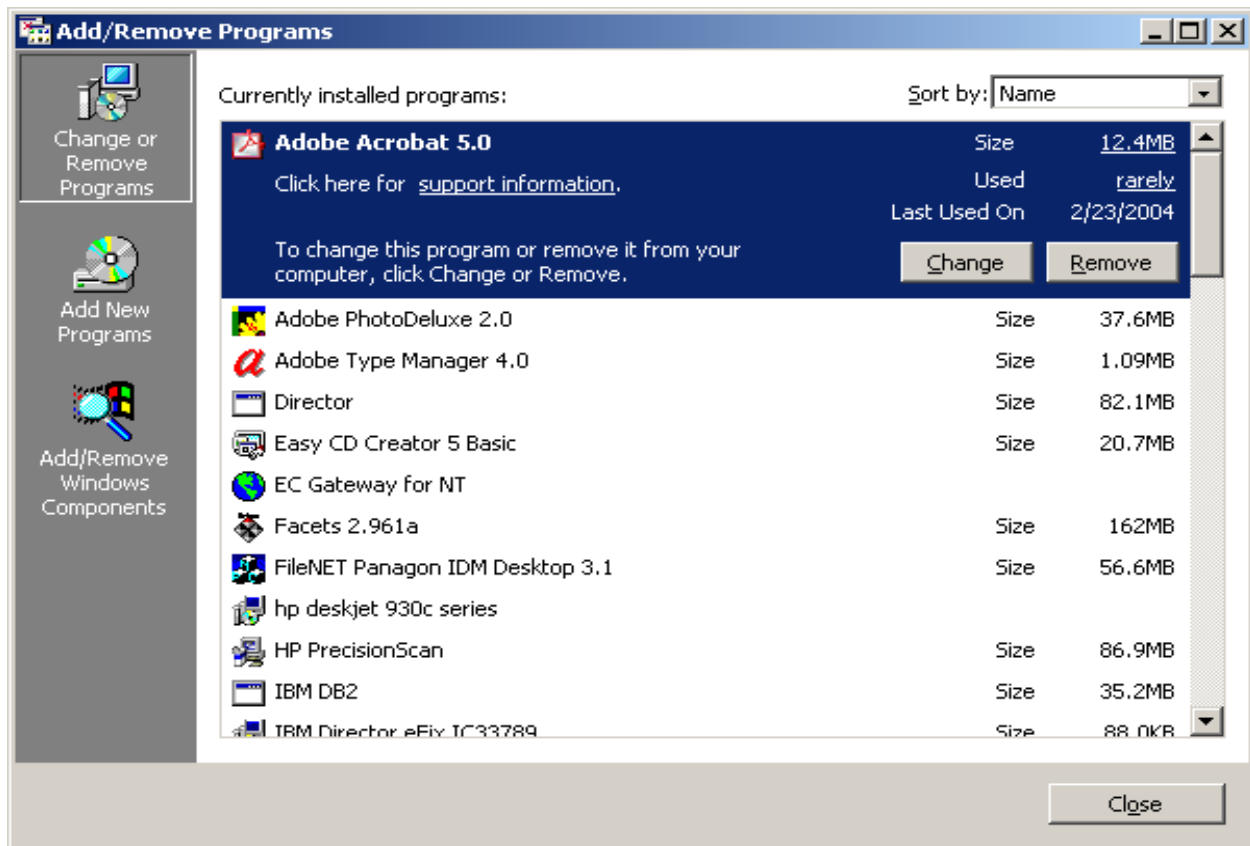 Add/Remove Programs
Change or
Remove
Programs
Add New
Programs
Add/Remove
Windows
Components
Currently installed programs:
Sort by: Name
Adobe Acrobat 5.0 Size 12.4MB
Click here for support information. Used rarely
Last Used On 2/23/2004
To change this program or remove it from your
computer, click Change or Remove.
Change Remove
Adobe PhotoDeluxe 2.0 Size 37.6MB
Adobe Type Manager 4.0 Size 1.09MB
Director Size 82.1MB
Easy CD Creator 5 Basic Size 20.7MB
EC Gateway for NT
Facets 2.961a Size 162MB
FileNET Panagon IDM Desktop 3.1 Size 56.6MB
hp deskjet 930c series
HP PrecisionScan Size 86.9MB
IBM DB2 Size 35.2MB
IBM Director eFix IC33789 Size 88.0KB
Close